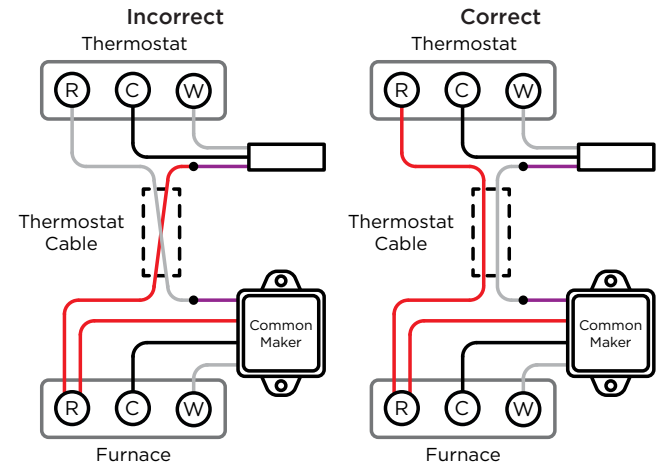 Incorrect
Thermostat
R C W
Thermostat
Cable
Common
Maker
R C W
Furnace
Correct
Thermostat
R C W
Thermostat
Cable
Common
Maker
R C W
Furnace